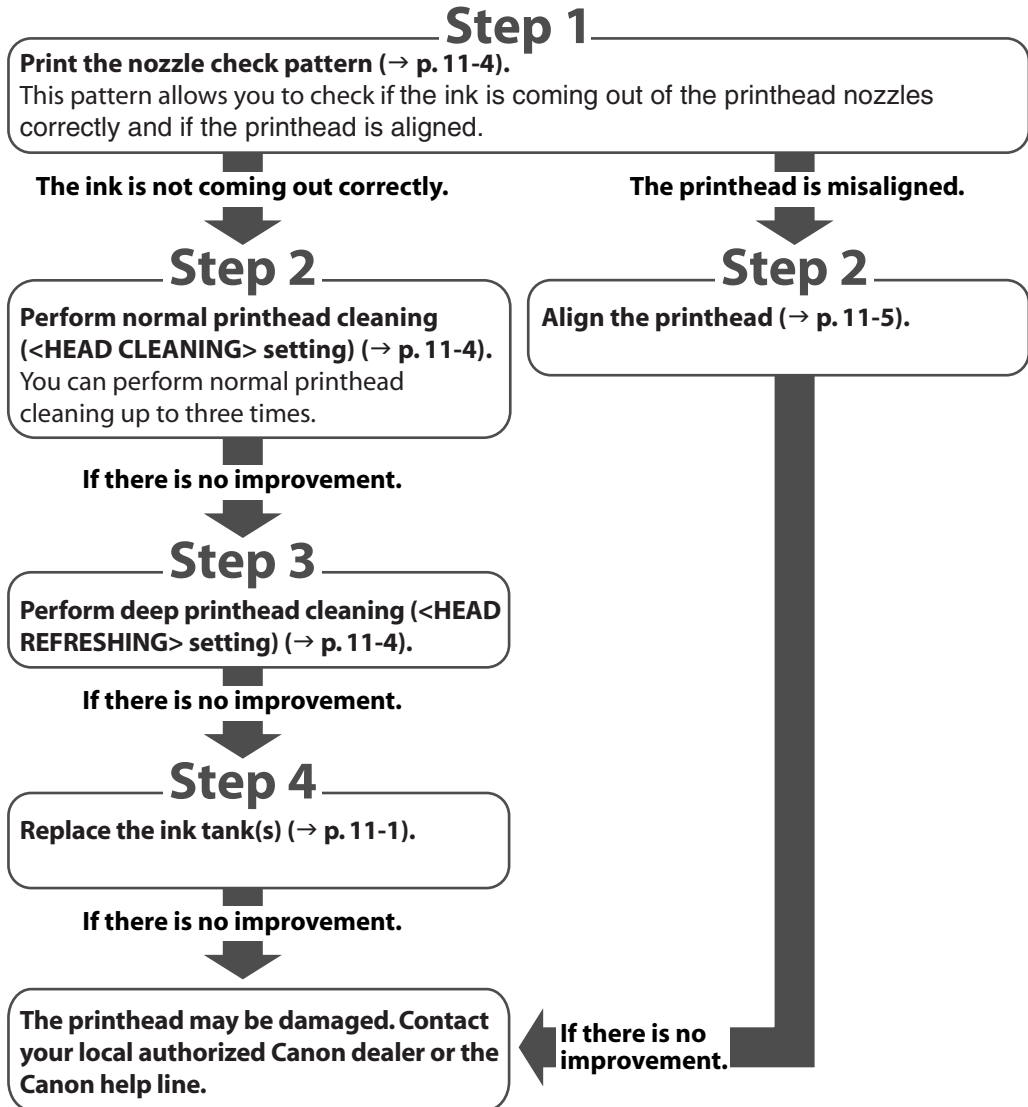 Step 1
Print the nozzle check pattern (→ p. 11-4).
This pattern allows you to check if the ink is coming out of the printhead nozzles
correctly and if the printhead is aligned.
The ink is not coming out correctly.
The printhead is misaligned.
Step 2
Perform normal printhead cleaning
(<HEAD CLEANING> setting) (→ p. 11-4).
You can perform normal printhead
cleaning up to three times.
Step 2
Align the printhead (→ p. 11-5).
If there is no improvement.
Step 3
Perform deep printhead cleaning (<HEAD
REFRESHING> setting) (→ p. 11-4).
If there is no improvement.
Step 4
Replace the ink tank(s) (→ p. 11-1).
If there is no improvement.
The printhead may be damaged. Contact
your local authorized Canon dealer or the
Canon help line.
If there is no
improvement.